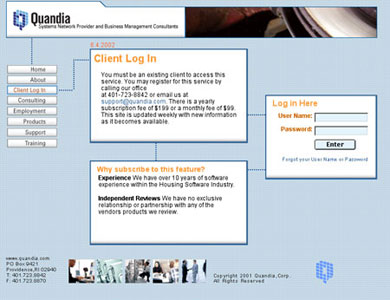 Quandia
Systems Network Provider and Business Management Consultants
6.4.2002
Home
About
Client Log In
Consulting
Employment
Products
Support
Training
Client Log In
You must be an existing client to access this
service. You may register for this service by
calling our office
at 401-723-8842 or email us at
support@quandia.com. There is a yearly
subscription fee of $199 or a monthly fee of $99.
This site is updated weekly with new information
as it becomes available.
Log in Here
User Name:
Password:
Enter
Forgot your User Name or Password
Why subscribe to this feature?
Experience We have over 10 years of software
experience within the Housing Software Industry.
Independent Reviews We have no exclusive
relationship or partnership with any of the
vendors products we review.
www.quandia.com
PO Box 9421
Providence, RI 02940
T: 401.723.8842
F: 401.723.8870
Copyright 2001 Quandia, Corp.
All Rights Reserved